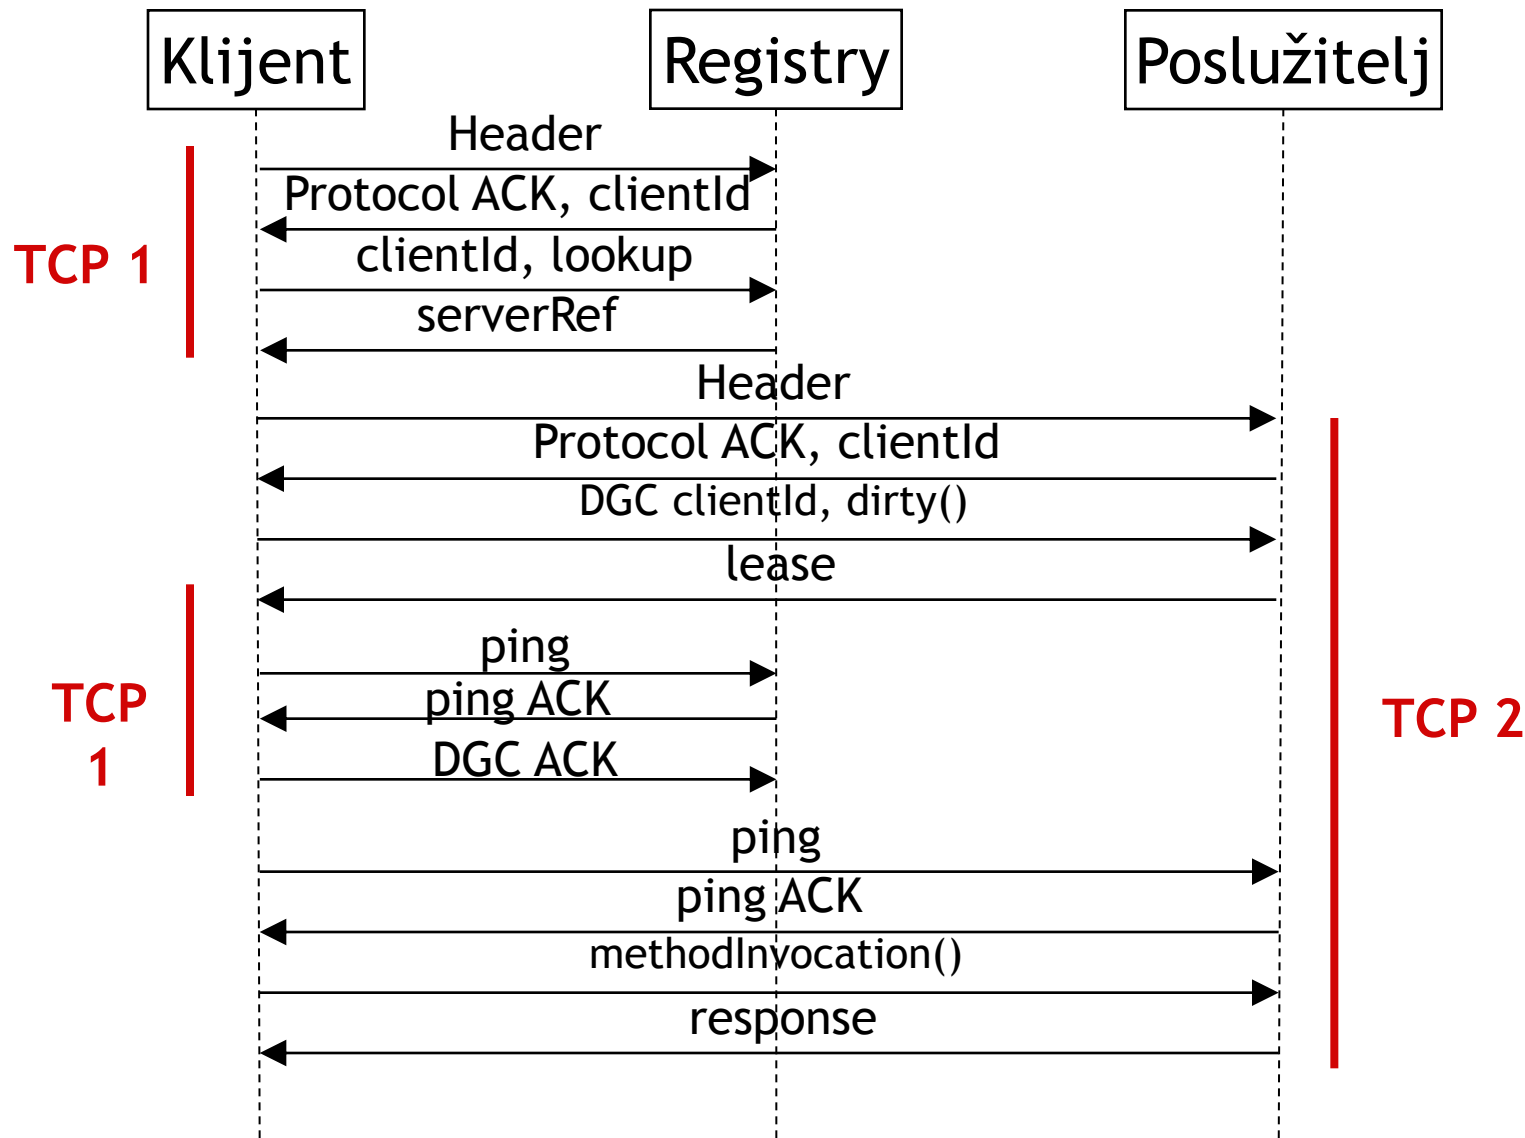 Klijent
Registry
Poslužitelj
Header
Protocol ACK, clientId
TCP 1
clientId, lookup
serverRef
Header
Protocol ACK, clientId
DGC clientId, dirty()
lease
ping
ping ACK
TCP
1
TCP 2
DGC ACK
ping
ping ACK
methodInvocation()
response